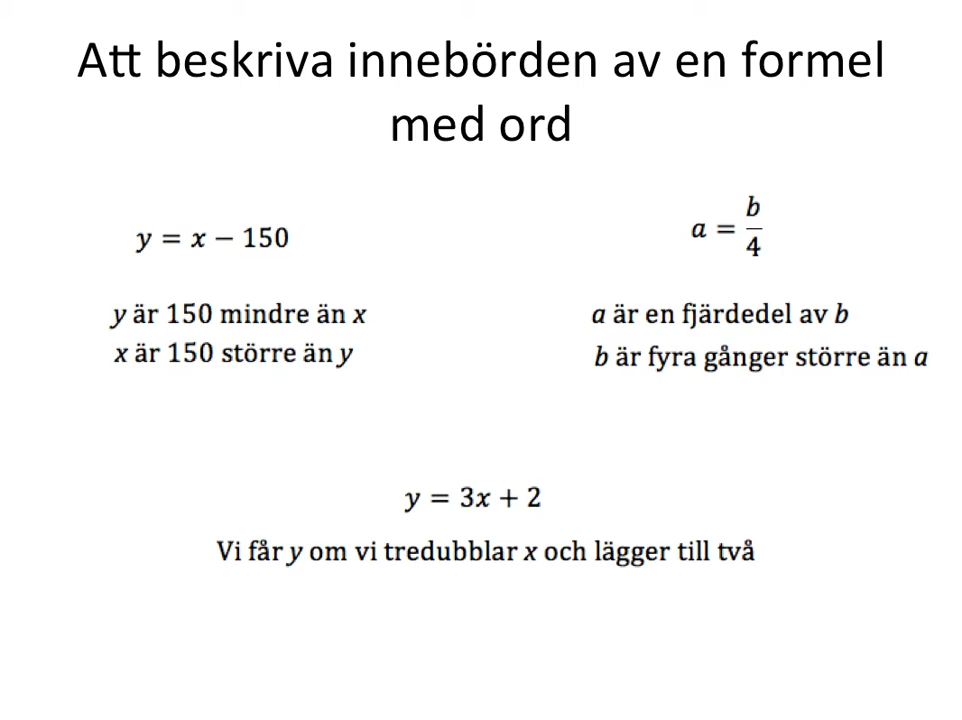 Att beskriva innebörden av en formel
med ord
y = x − 150
y är 150 mindre än x
x är 150 större än y
a = b/4
a är en fjärdedel av b
b är fyra gånger större än a
y = 3x + 2
Vi får y om vi tredubblar x och lägger till två